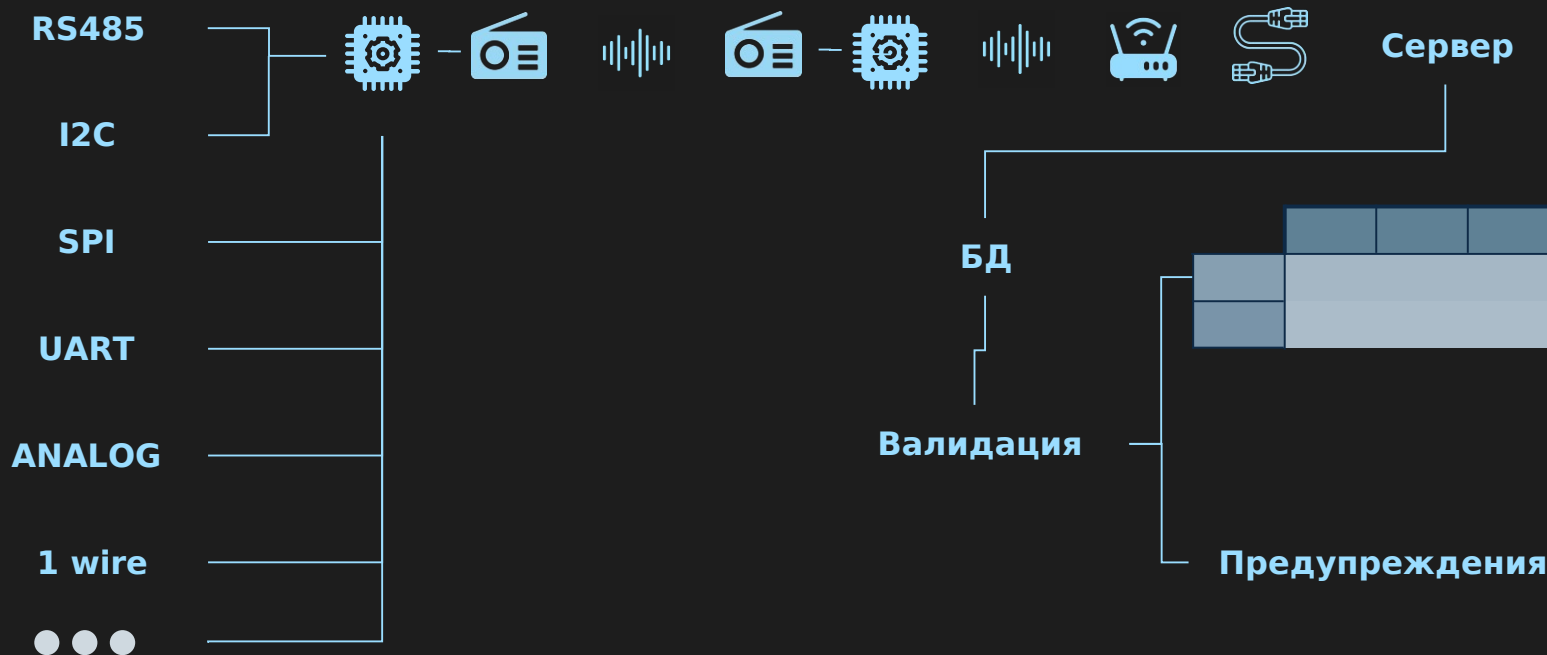 RS485
I2C
SPI
UART
ANALOG
1 wire
Сервер
БД
Валидация
Предупреждения